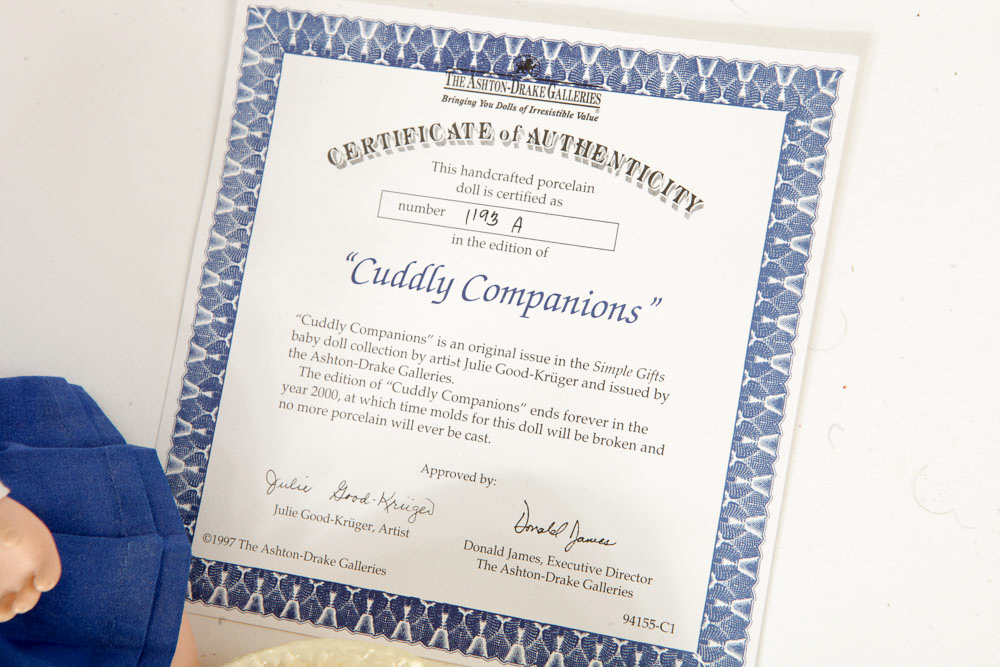 THE ASHTON-DRAKE GALLERIES
Bringing You Dolls of Irresistible Value
CERTIFICATE of AUTHENTICITY
This handcrafted porcelain
doll is certified as
number 1193 A
in the edition of
“Cuddly Companions”
“Cuddly Companions” is an original issue in the Simple Gifts
baby doll collection by artist Julie Good-Krüger and issued by
the Ashton-Drake Galleries.
The edition of “Cuddly Companions” ends forever in the
year 2000, at which time molds for this doll will be broken and
no more porcelain will ever be cast.
Approved by:
Julie Good-Krüger
Donald James
Julie Good-Krüger, Artist
Donald James, Executive Director
The Ashton-Drake Galleries
©1997 The Ashton-Drake Galleries
94155-C1